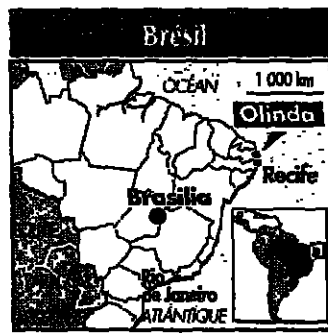 Brésil
OCÉAN
1 000 km
Olinda
Recife
Brasilia
Rio
de Janeiro
ATLANTIQUE